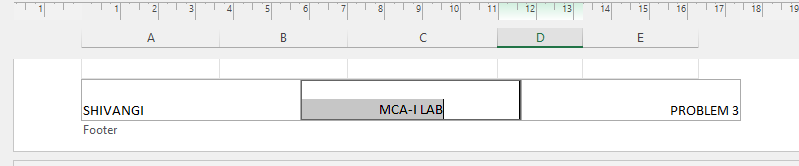 1 1 2 3 4 5 6 7 8 9 10 11 12 13 14 15 16 17 18 19
A B C D E
SHIVANGI MCA-I LAB PROBLEM 3
Footer